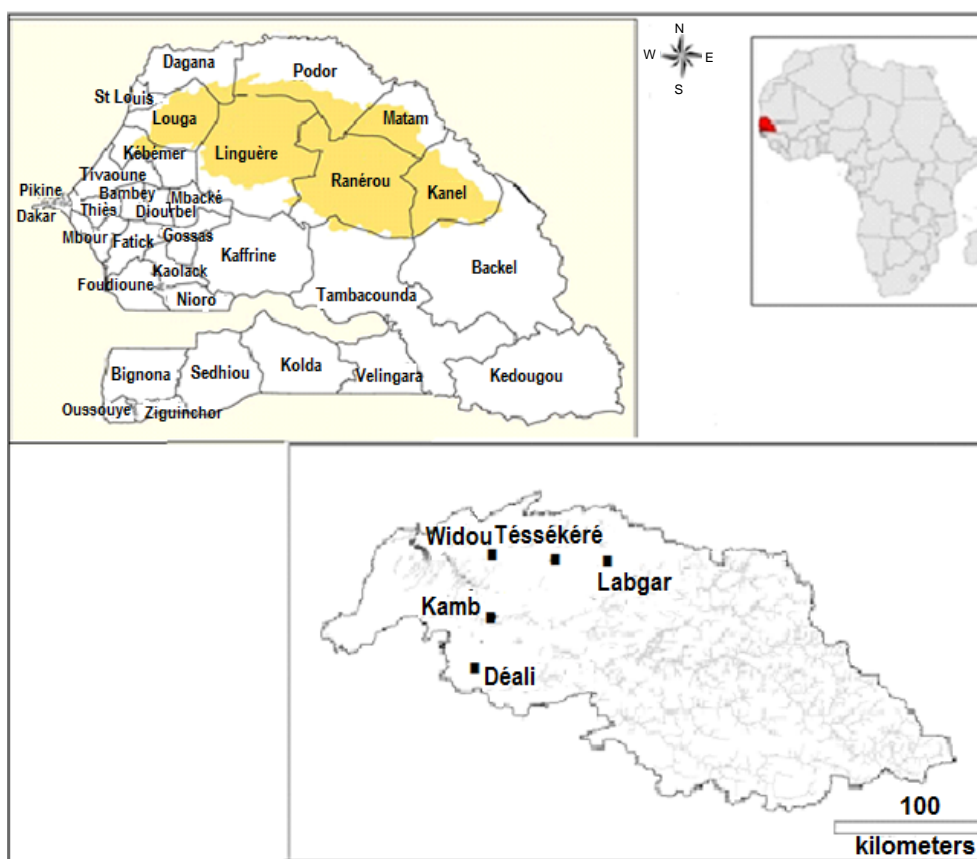 N
W E
S
Dagana
Podor
St Louis
Louga
Matam
Kébémer
Linguère
Tivaoune
Ranérou
Kanel
Pikine
Bambey
Mbacké
Dakar
Thiès
Diourbel
Mbour
Fatick
Gossas
Kaffrine
Backel
Kaolack
Foudioune
Nioro
Tambacounda
Bignona
Sedhiou
Kolda
Velingara
Kedougou
Oussouye
Ziguinchor
Widou
Téssékéré
Labgar
Kamb
Déali
100
kilometers